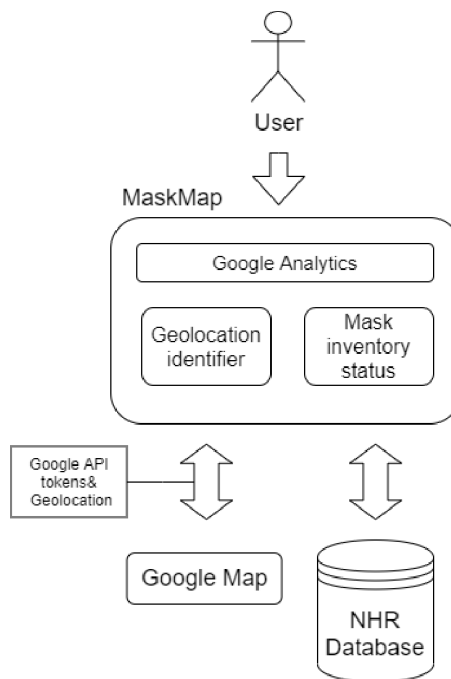 User
MaskMap
Google Analytics
Geolocation
identifier
Mask
inventory
status
Google API
tokens&
Geolocation
Google Map
NHR
Database